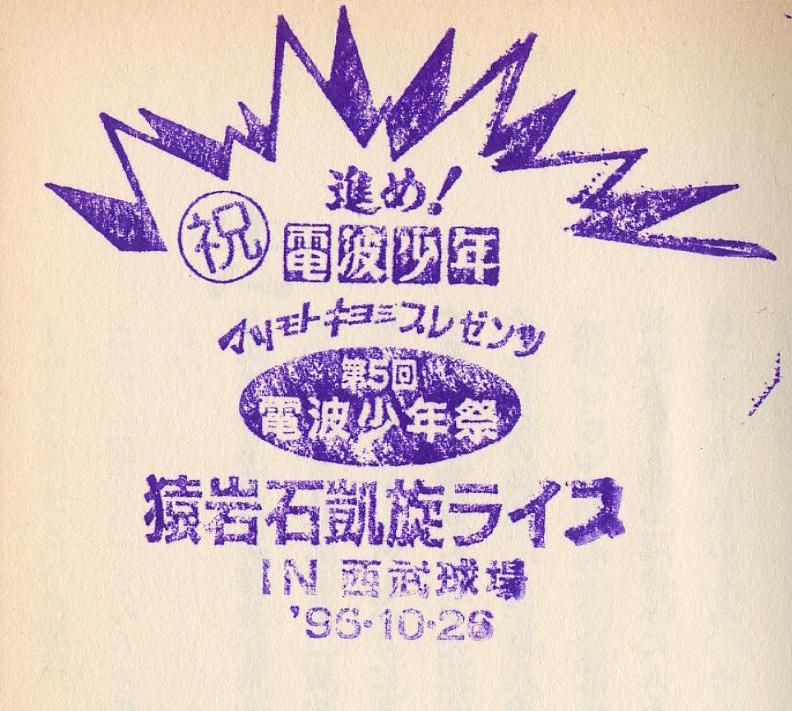 進め!
祝 電波少年
マツモトキヨシプレゼンツ
第5回
電波少年祭
猿岩石凱旋ライブ
IN 西武球場
'96・10・26